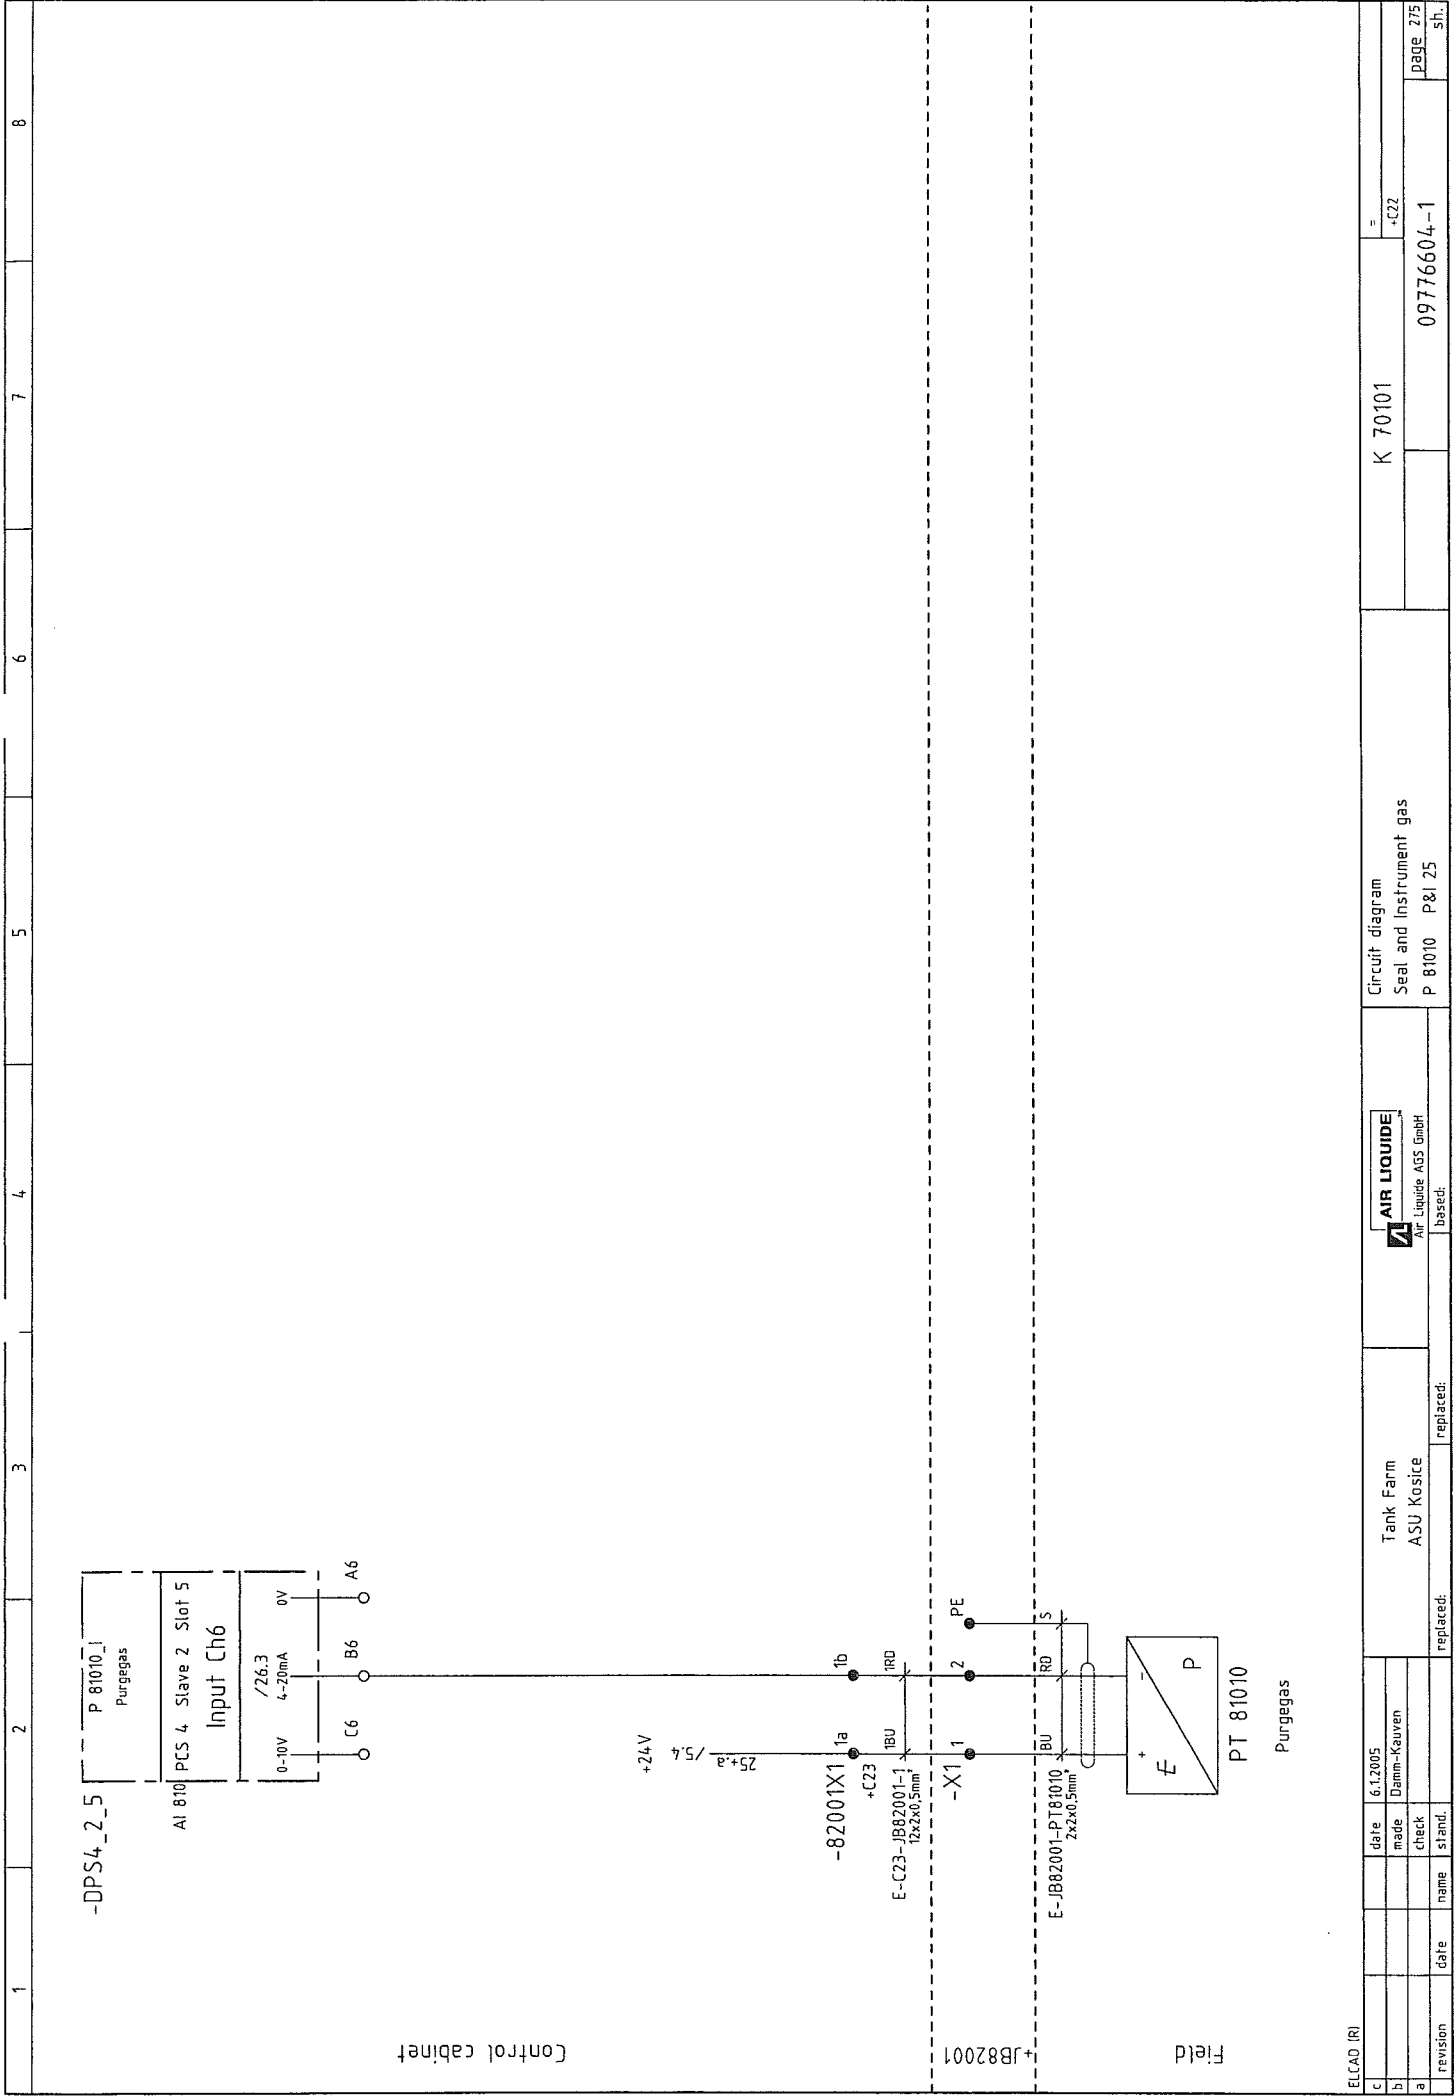 1
2
3
4
5
6
7
8
-DPS4_2_5
P 81010_I
Purgegas
AI 810
PCS 4 Slave 2 Slot 5
Input Ch6
/26.3
0-10V
4-20mA
0V
C6
B6
A6
Control cabinet
+24V
/5.4
25+.a
-82001X1
1a
1b
+C23
1BU
1RD
E-C23-JB82001-1
12x2x0,5mm²
+JB82001
-X1
1
2
PE
BU
RD
S
E-JB82001-PT81010
2x2x0,5mm²
Field
+
-
E
P
PT 81010
Purgegas
ELCAD (R)
c
b
a
revision
date
name
date
6.1.2005
made
Damm-Kauven
check
stand.
replaced:
Tank Farm
ASU Kosice
replaced:
AIR LIQUIDE
™
Air Liquide AGS GmbH
based:
Circuit diagram
Seal and Instrument gas
P 81010 P&I 25
K 70101
=
+C22
09776604-1
page 275
sh.